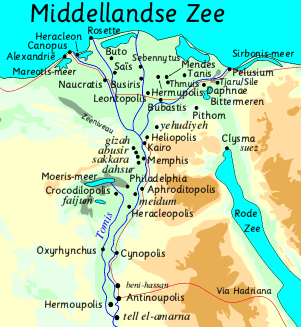 Middellandse Zee
Rosette
Heracleon
Canopus
Alexandrië
Mareotis-meer
Buto
Saïs
Sebennytus
Mendes
Tanis
Sirbonis-meer
Pelusium
Naucratis
Busiris
Thmuis
Tjaru/Sile
Daphnae
Leontopolis
Hermupolis
Bittermeren
Bubastis
Pithom
Zeeniveau
yehudiyeh
gizah
Heliopolis
Clysma
abusir
Kairo
suez
sakkara
Memphis
dahsur
Moeris-meer
Philadelphia
Crocodilopolis
Aphroditopolis
faijum
meidum
Heracleopolis
Rode
Zee
Tomis
Oxyrhynchus
Cynopolis
beni-hassan
Via Hadriana
Antinoupolis
Hermoupolis
tell el-amarna